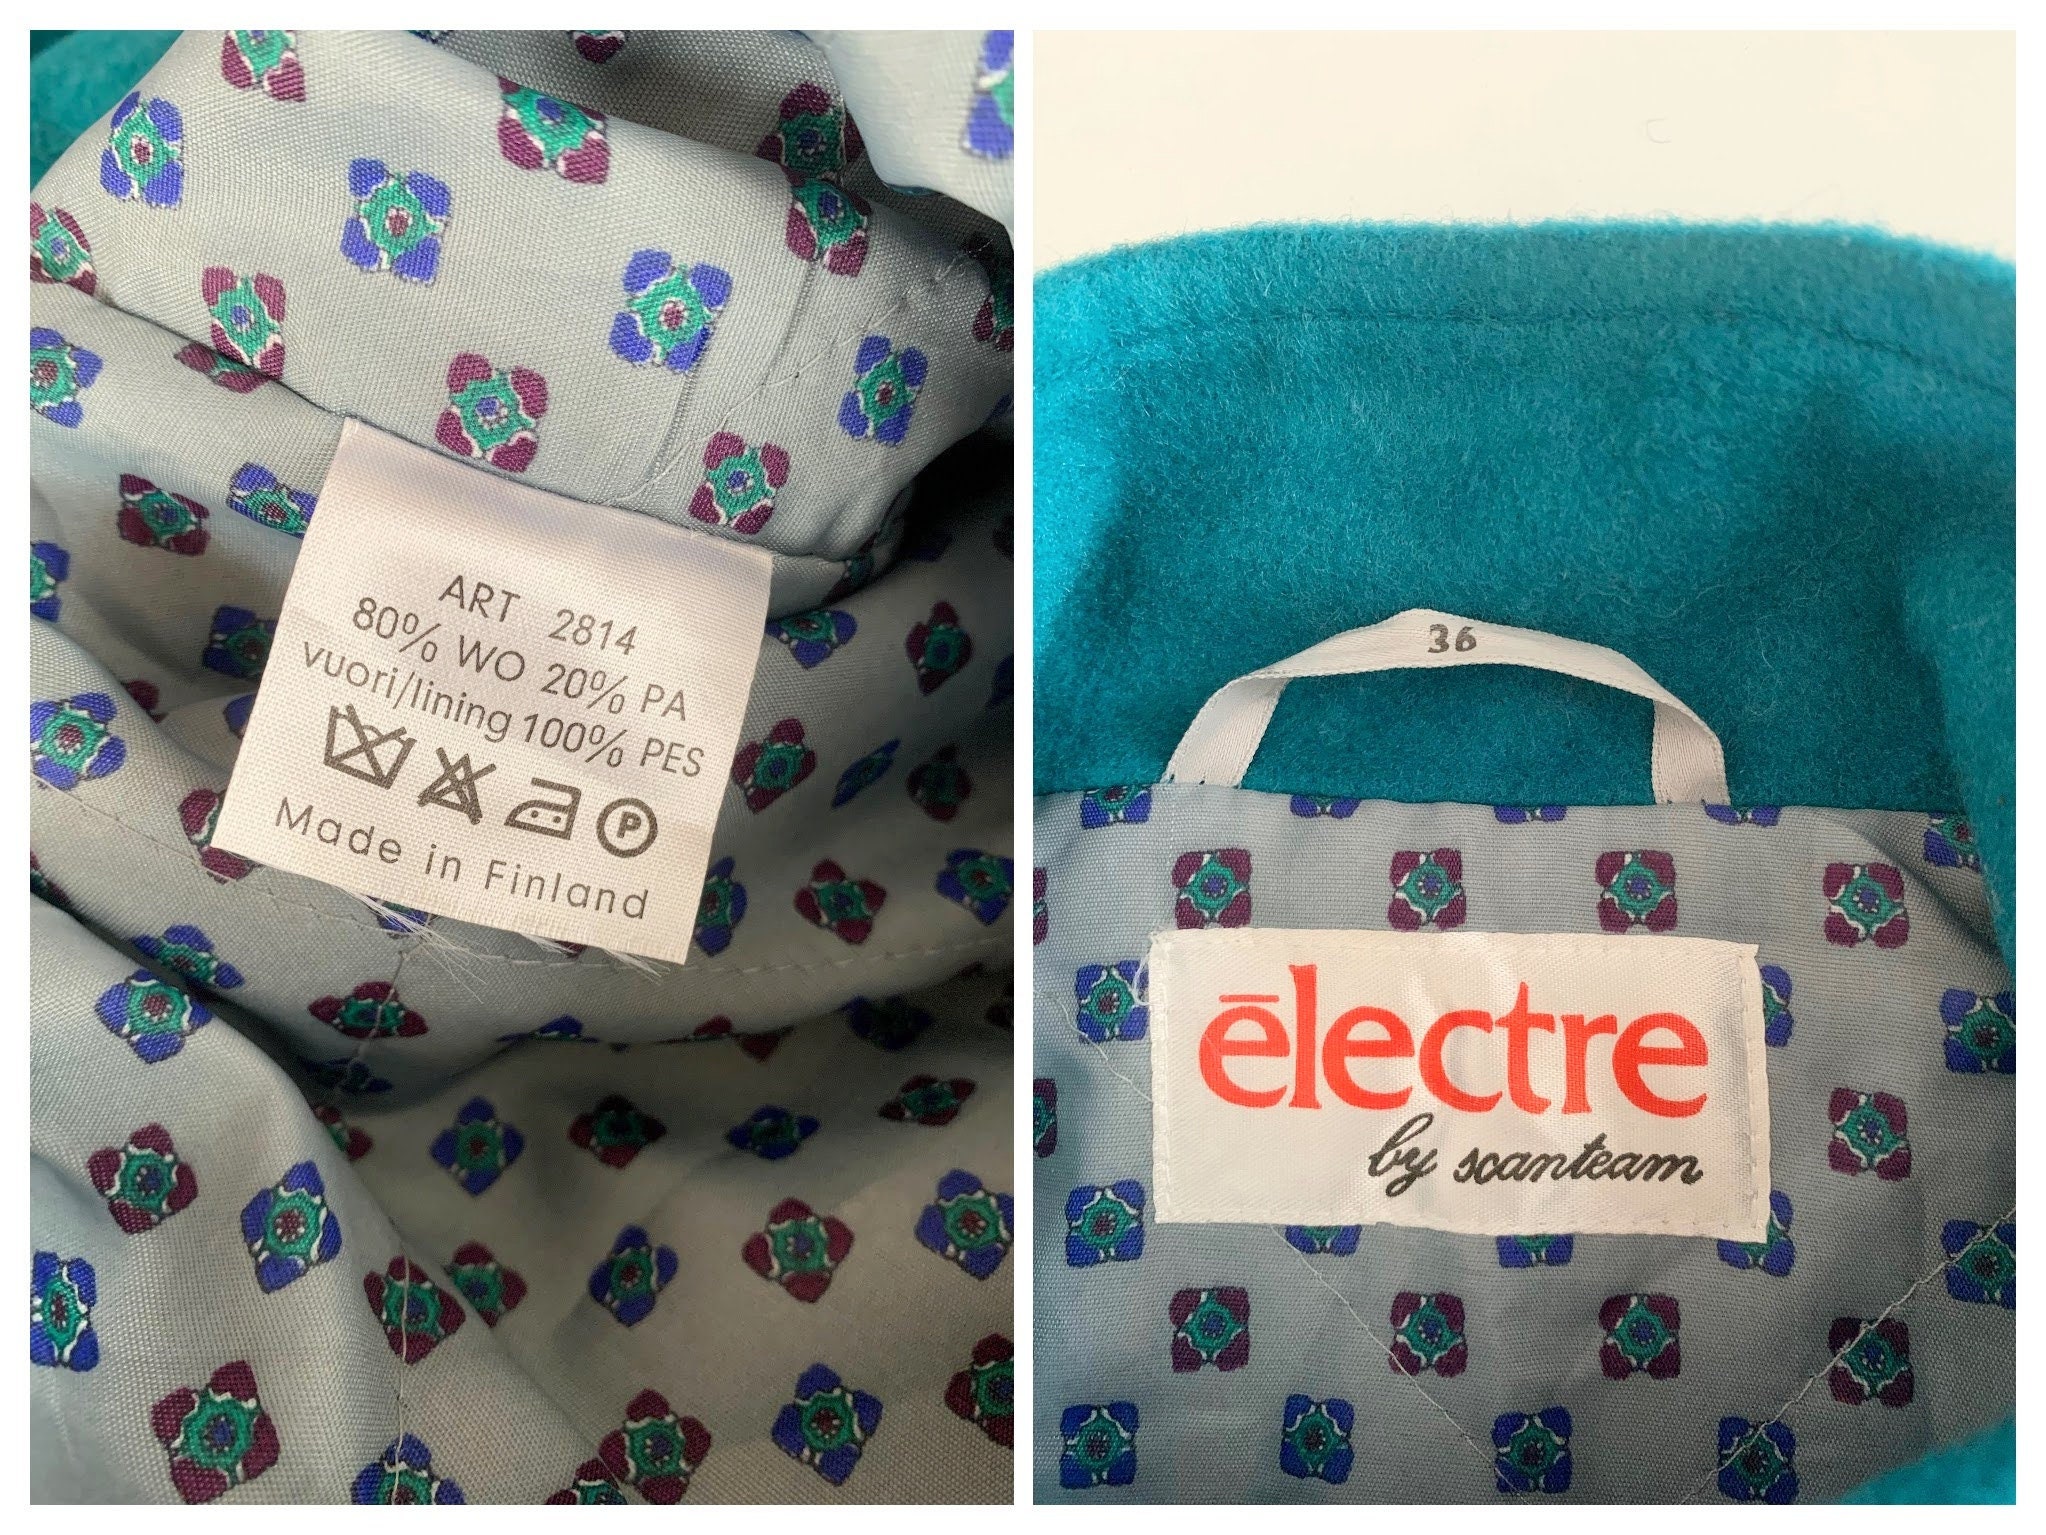 ART 2814
80% WO 20% PA
vuori/lining 100% PES
P
Made in Finland
36
ēlectre
by scanteam